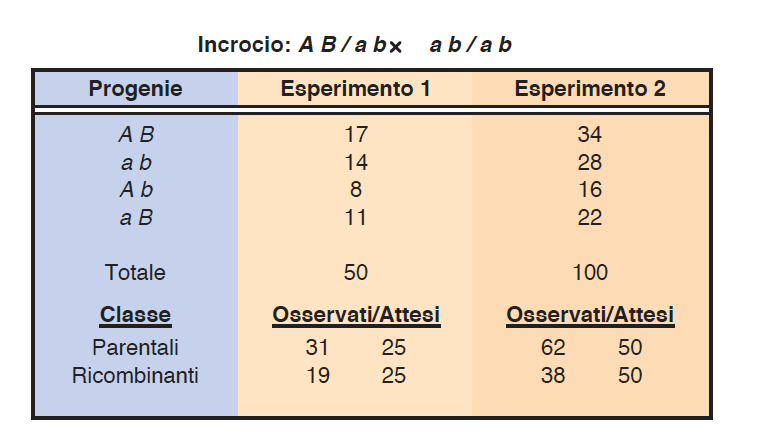 Incrocio: A B / a b x a b / a b
Progenie Esperimento 1 Esperimento 2
A B 17 34
a b 14 28
A b 8 16
a B 11 22
Totale 50 100
Classe Osservati/Attesi Osservati/Attesi
Parentali 31 25 62 50
Ricombinanti 19 25 38 50